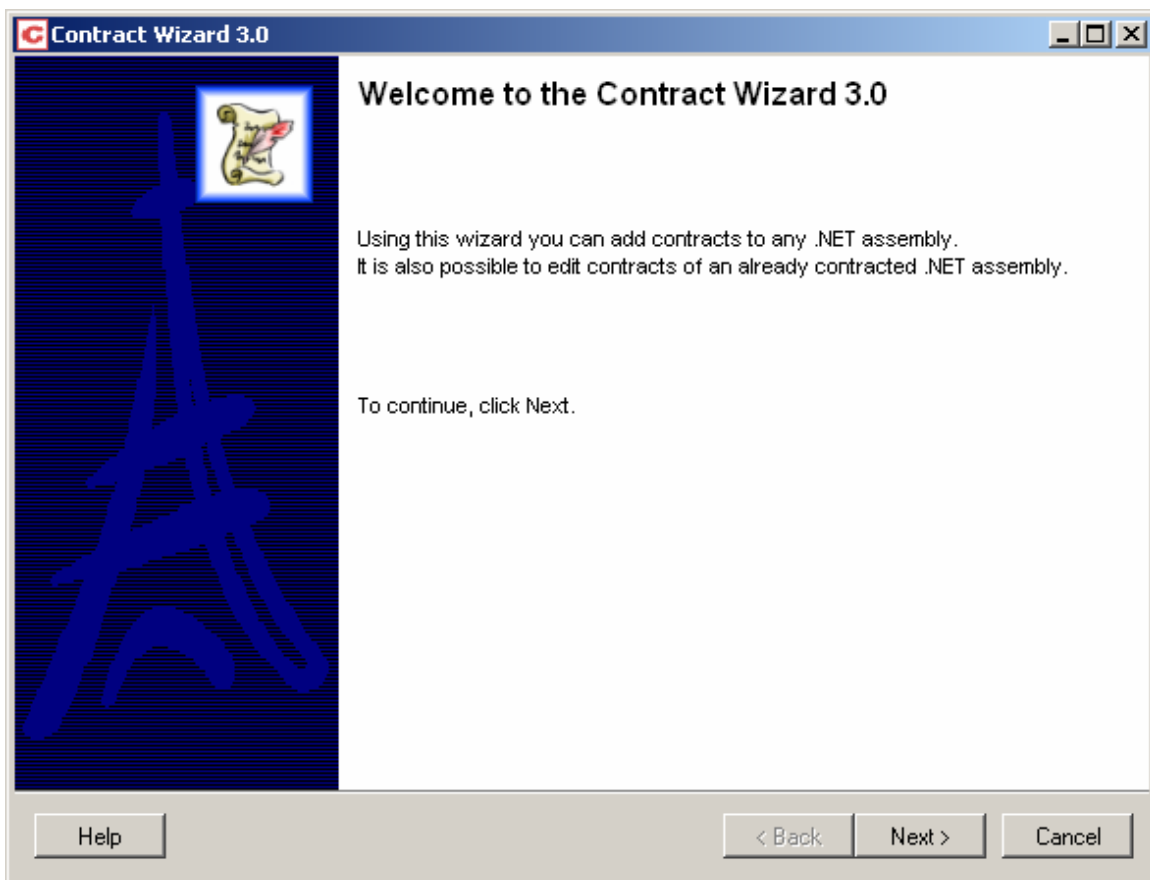 Contract Wizard 3.0
Welcome to the Contract Wizard 3.0
Using this wizard you can add contracts to any .NET assembly.
It is also possible to edit contracts of an already contracted .NET assembly.
To continue, click Next.
Help
< Back
Next >
Cancel